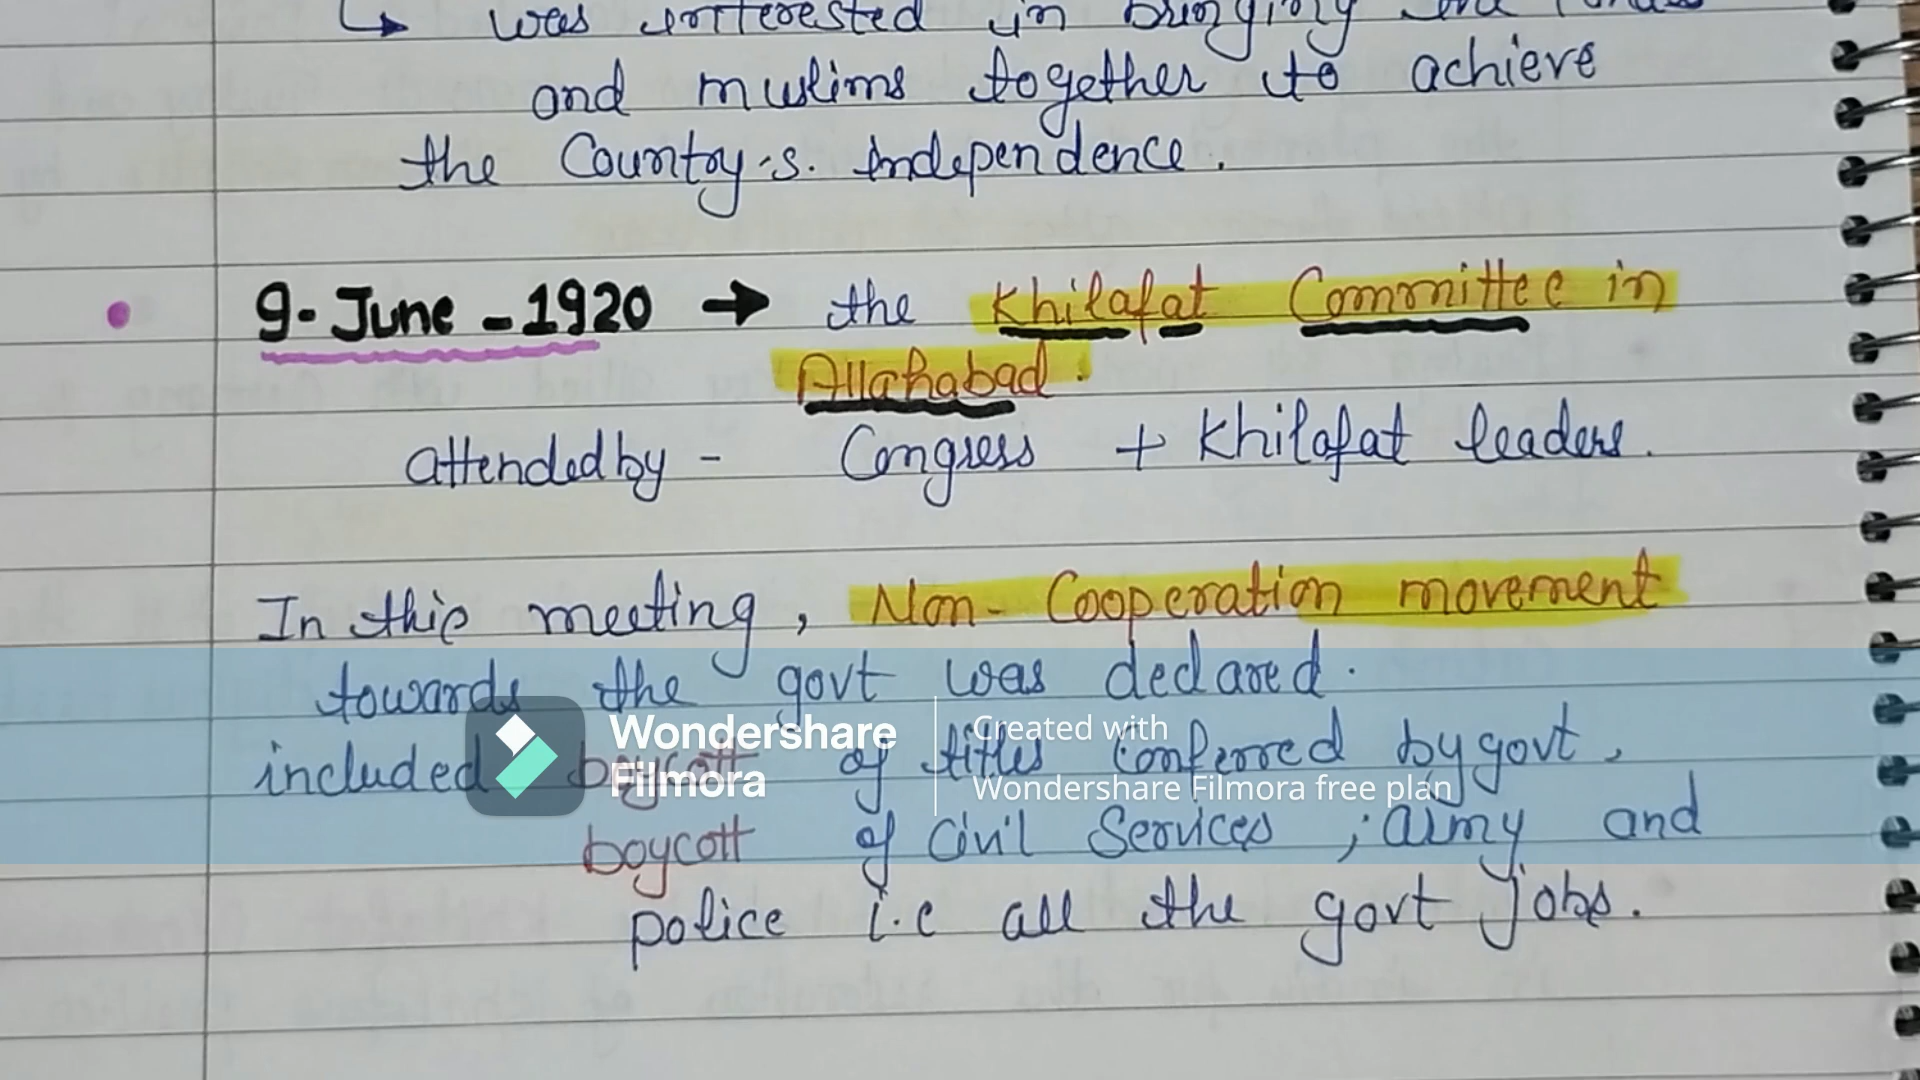 ↳ was intterested in bringing
and muslims together to achieve
the Country's. independence.
• 9-June-1920 → the Khilafat Committee in
Allahabad.
attended by - Congress + Khilafat leaders.
In this meeting, Non-Cooperation movement
towards the govt was declared.
included boycott of titles conferred by govt,
boycott of Civil Services ; army and
police i.e all the govt jobs.
Wondershare
Filmora
Created with
Wondershare Filmora free plan